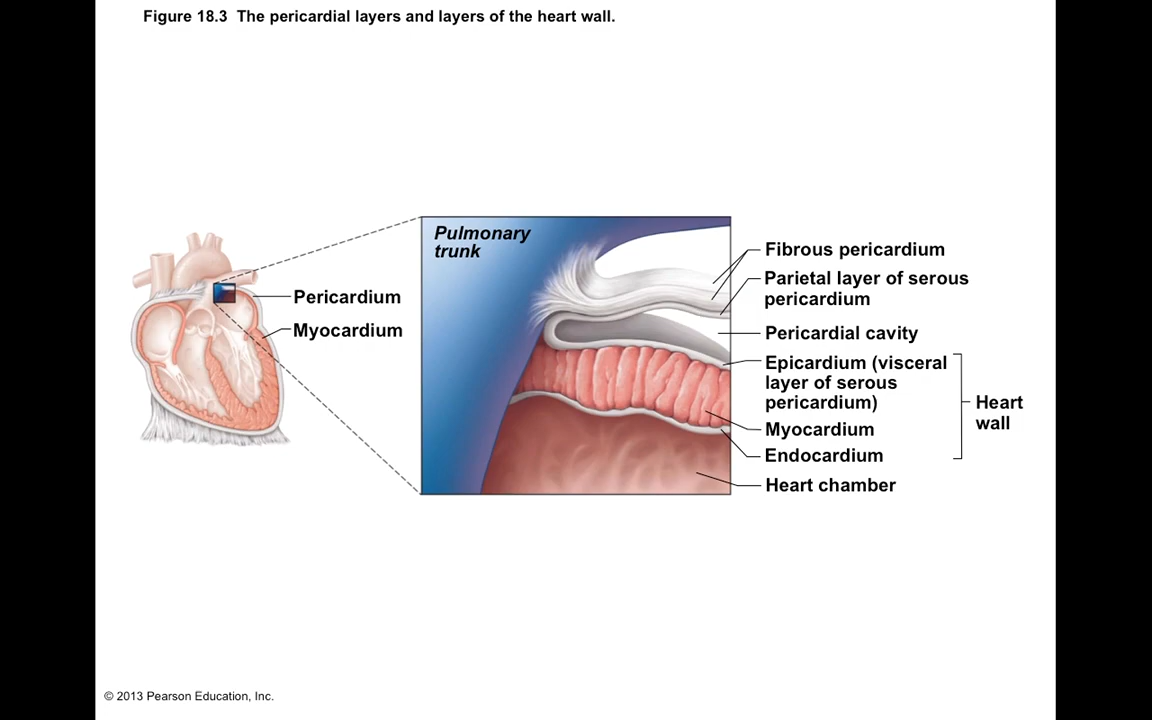 Figure 18.3 The pericardial layers and layers of the heart wall.
Pulmonary
trunk
Pericardium
Myocardium
Fibrous pericardium
Parietal layer of serous
pericardium
Pericardial cavity
Epicardium (visceral
layer of serous
pericardium)
Myocardium
Endocardium
Heart chamber
Heart
wall
© 2013 Pearson Education, Inc.